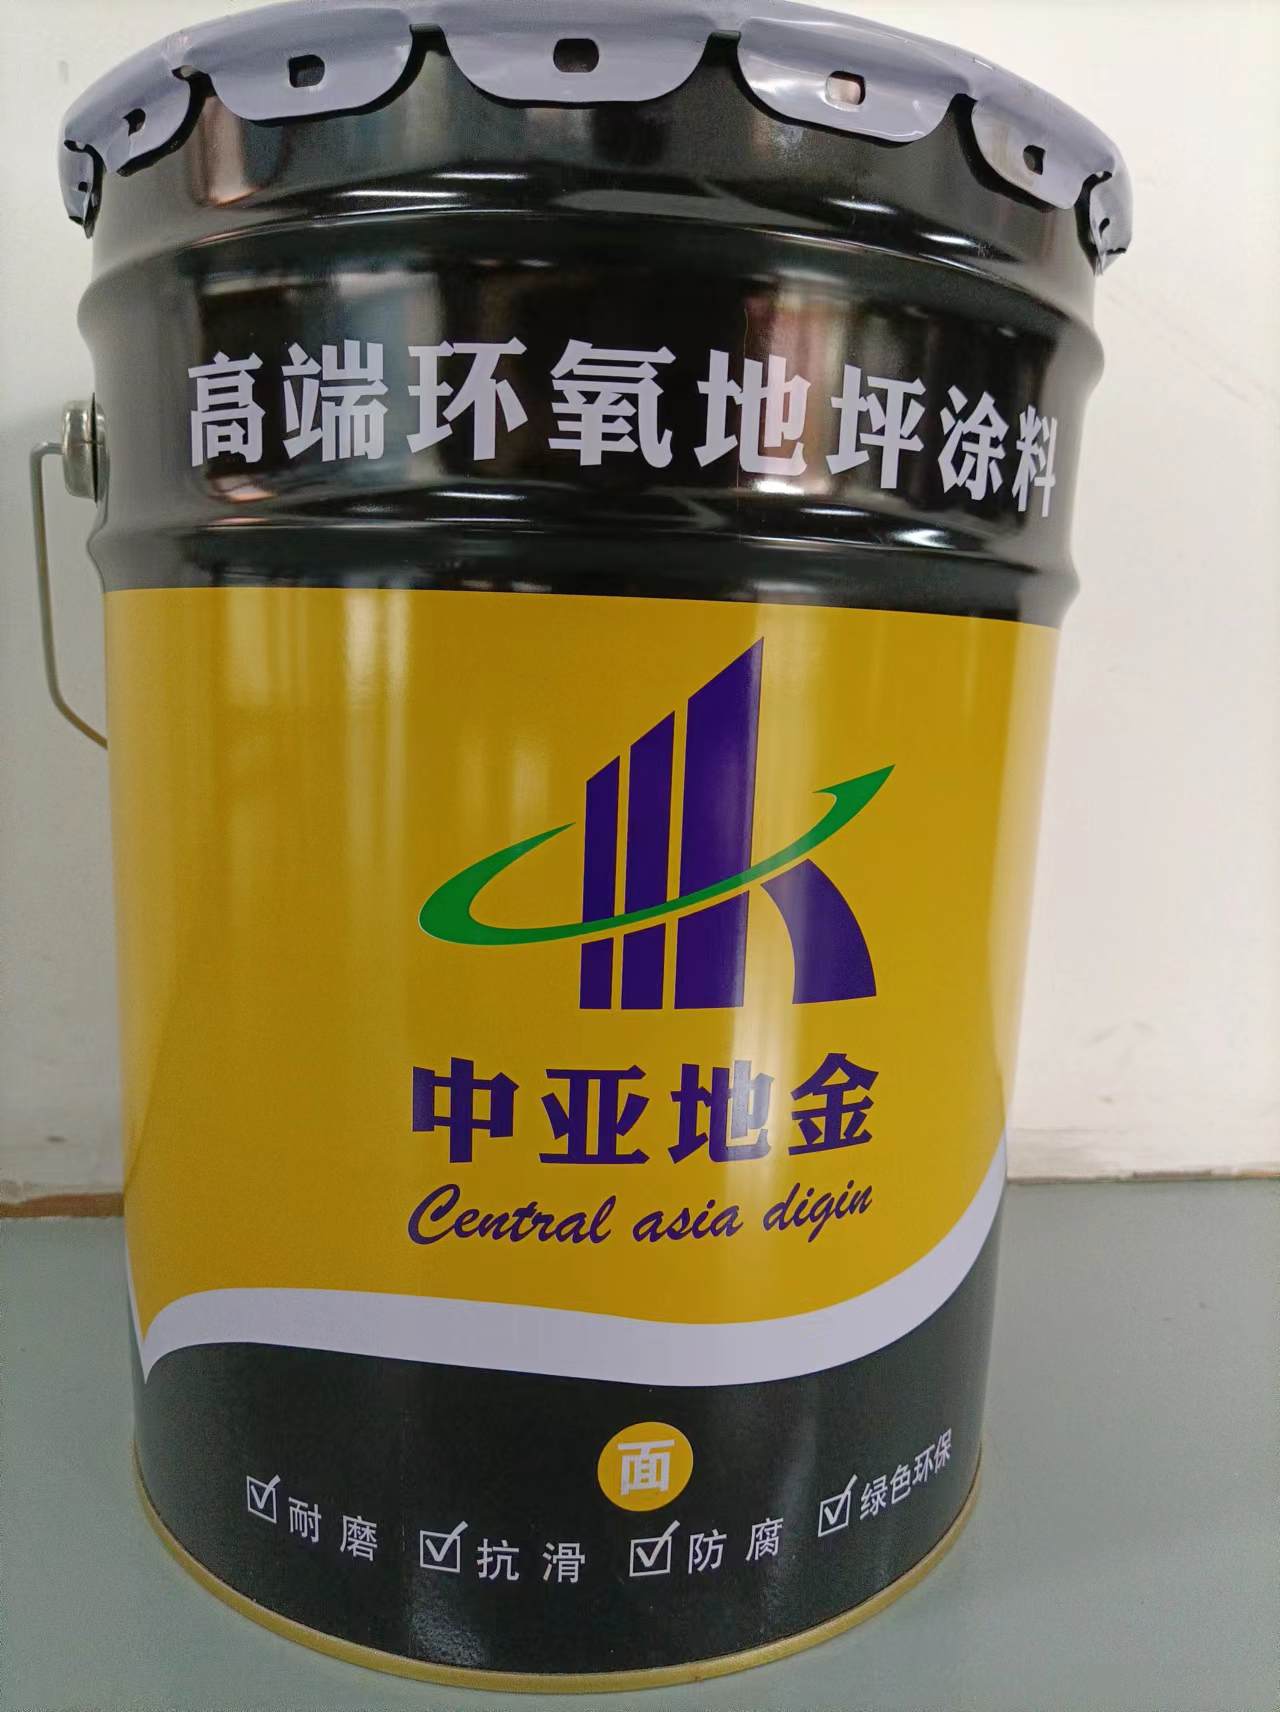 高端环氧地坪涂料
中亚地金
Central asia digin
面
耐磨 抗滑 防腐 绿色环保